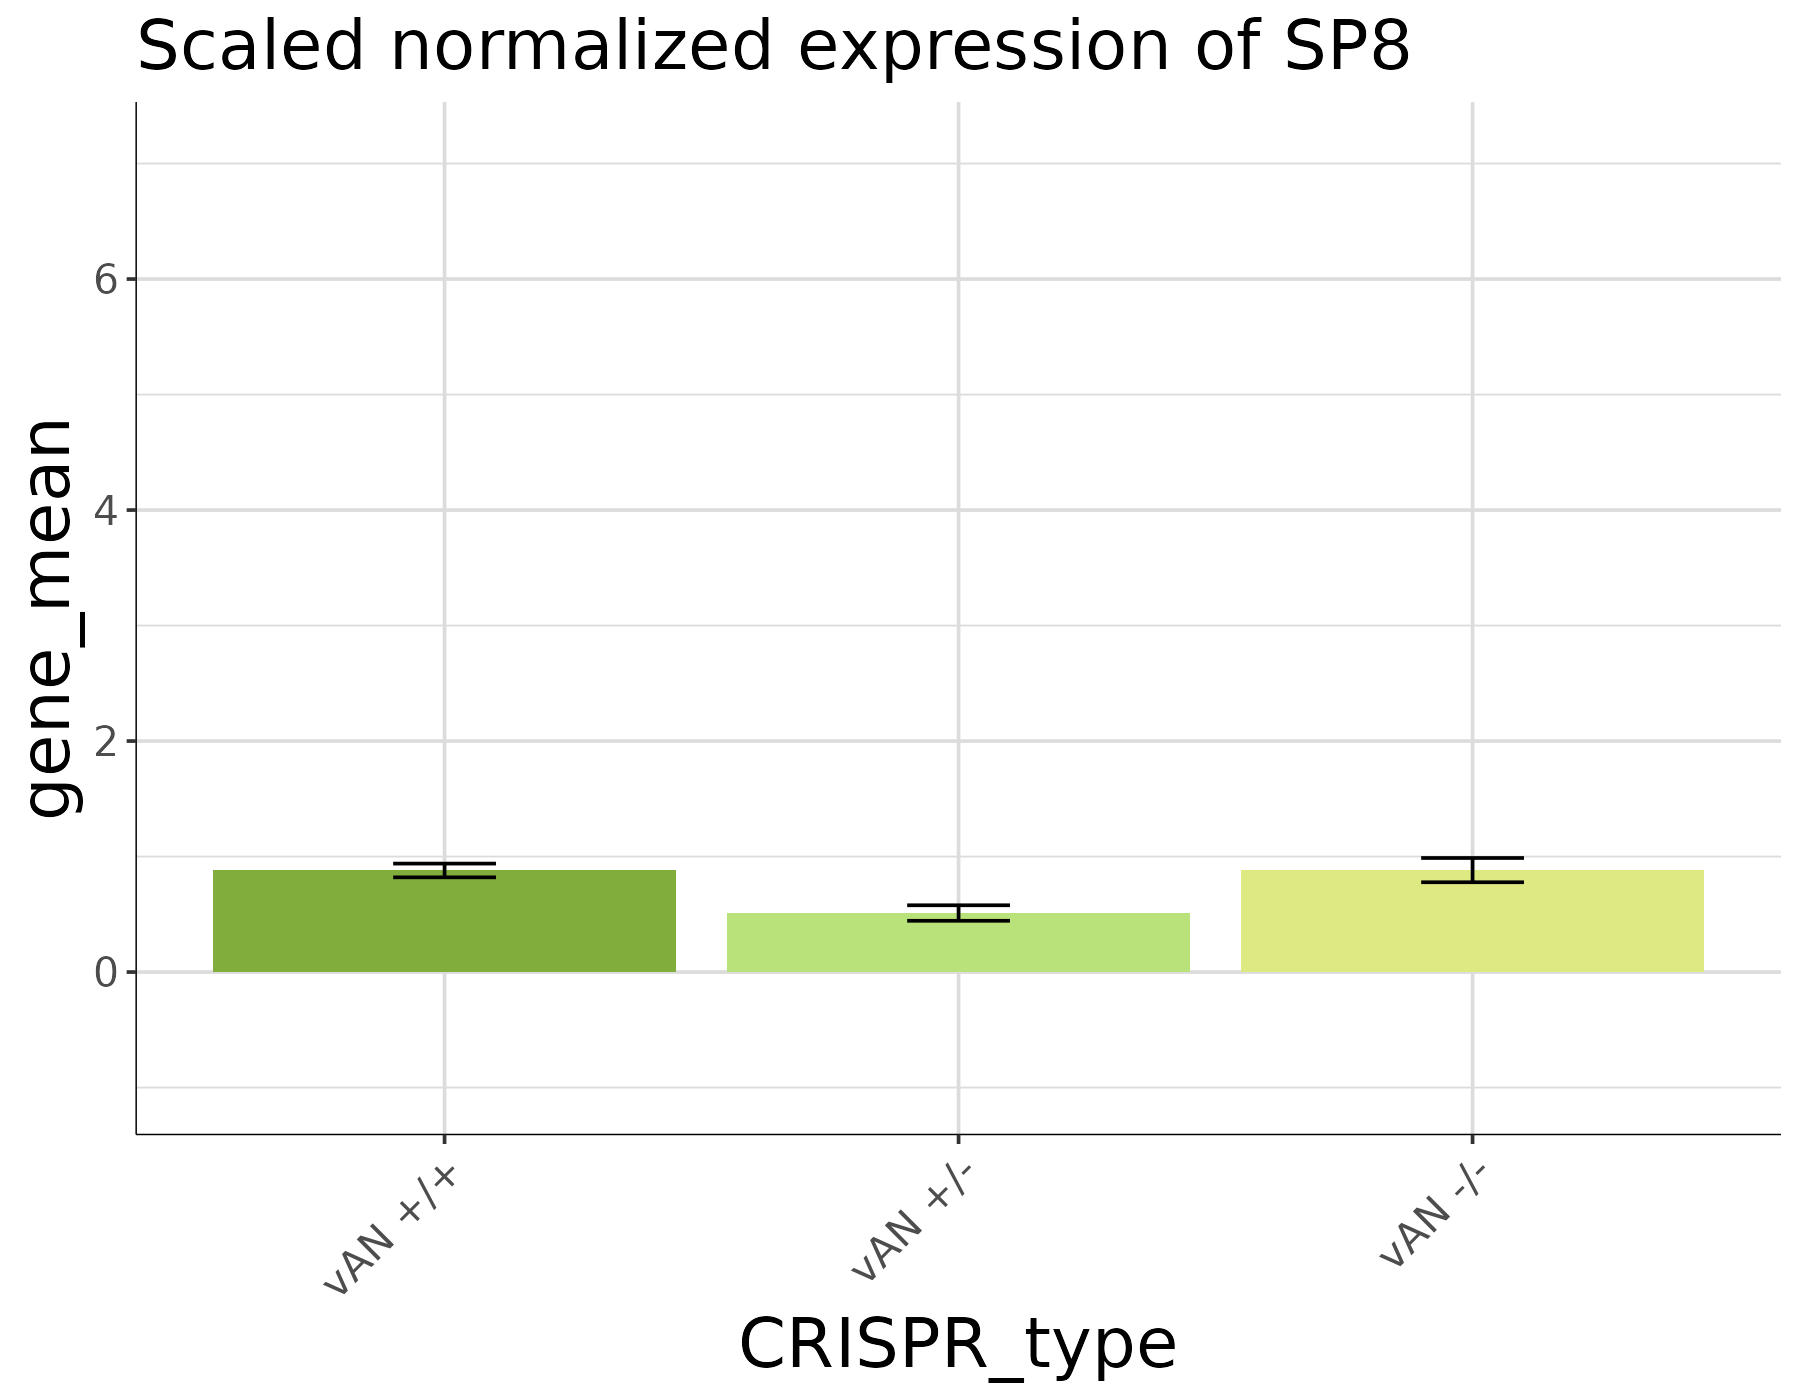 Scaled normalized expression of SP8
gene_mean
6
4
2
0
vAN +/+
vAN +/-
vAN -/-
CRISPR_type